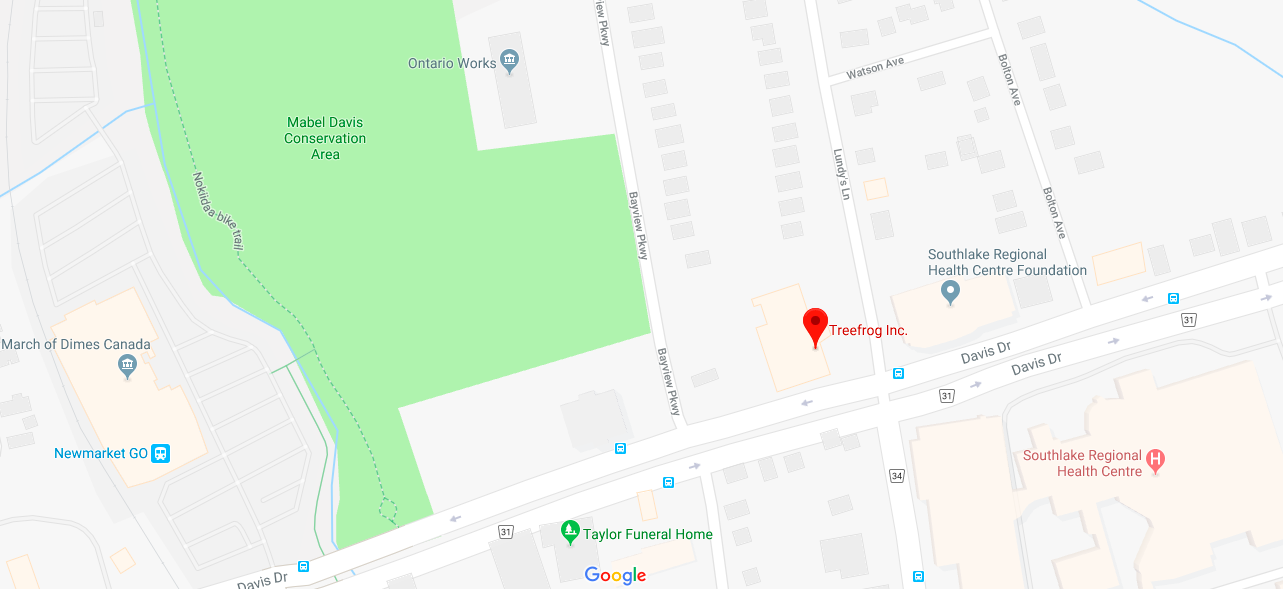 view Pkwy
Ontario Works
Watson Ave
Bolton Ave
Mabel Davis
Conservation
Area
Lundy's Ln
Nokiidaa bike trail
Bayview Pkwy
Bolton Ave
Southlake Regional
Health Centre Foundation
Treefrog Inc.
31
March of Dimes Canada
Davis Dr
Davis Dr
Bayview Pkwy
31
Newmarket GO
Southlake Regional
Health Centre
H
34
31
Taylor Funeral Home
Google
Davis Dr